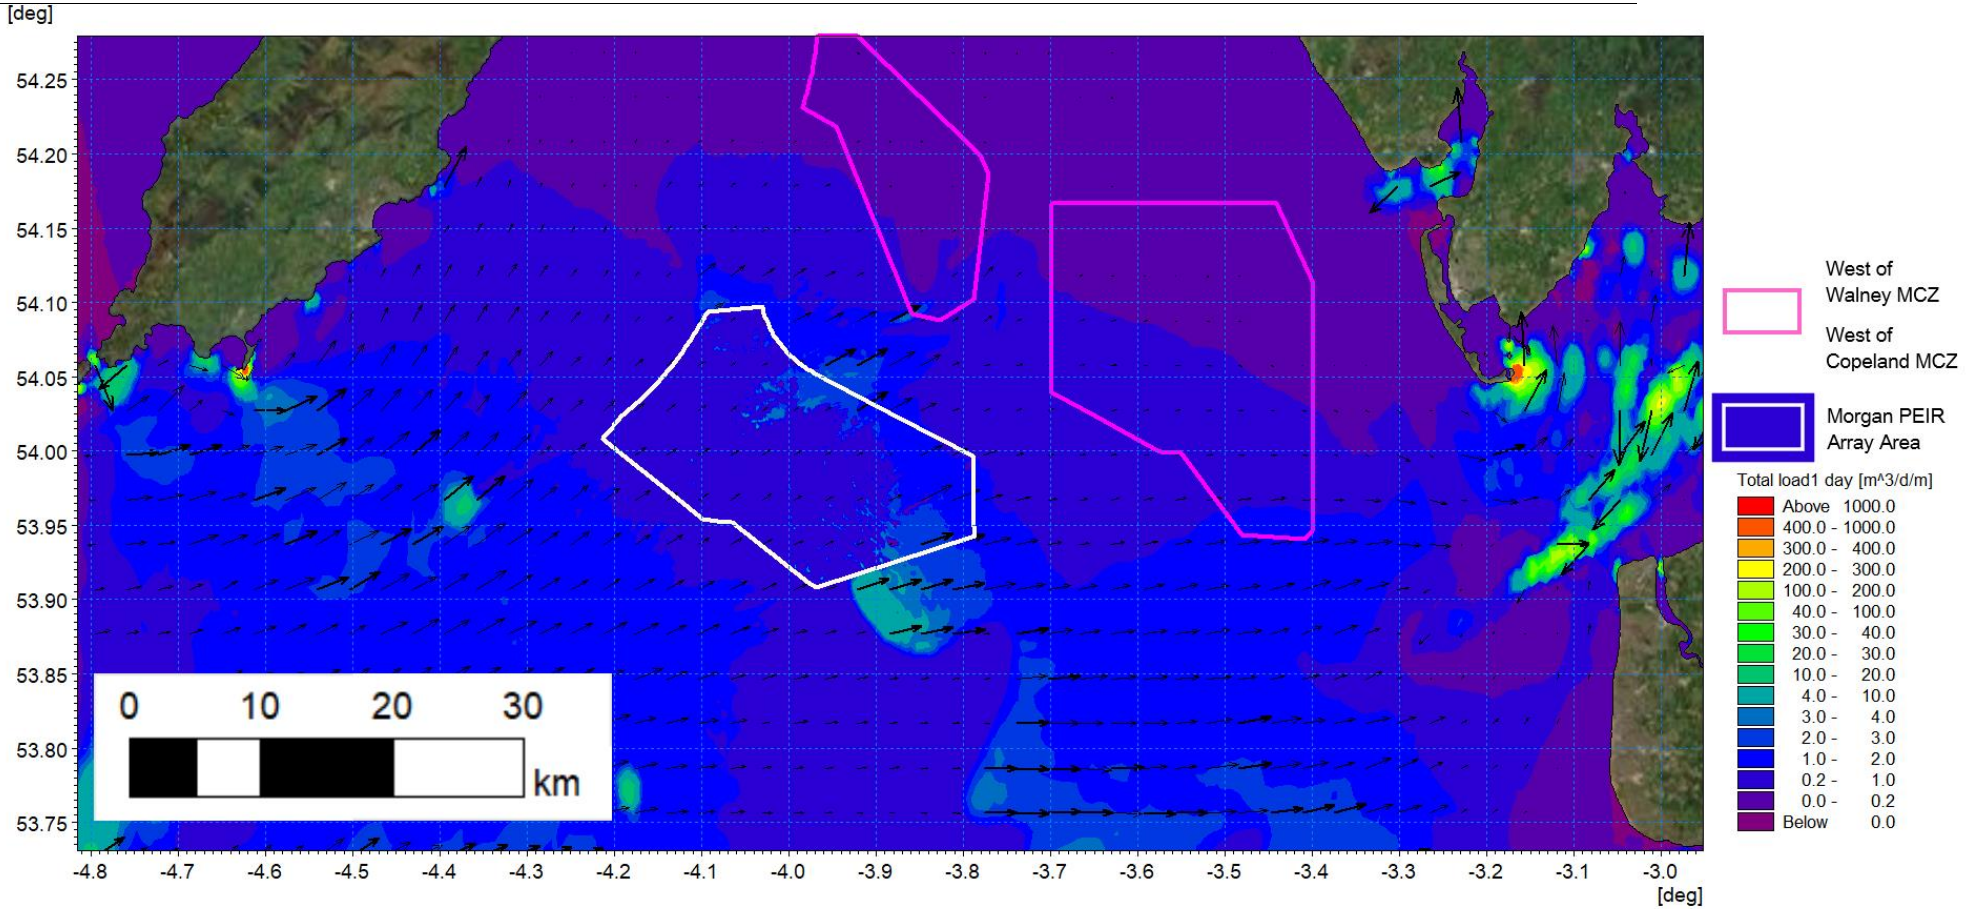 [deg]
54.25
54.20
54.15
54.10
54.05
54.00
53.95
53.90
53.85
53.80
53.75
0 10 20 30
km
-4.8 -4.7 -4.6 -4.5 -4.4 -4.3 -4.2 -4.1 -4.0 -3.9 -3.8 -3.7 -3.6 -3.5 -3.4 -3.3 -3.2 -3.1 -3.0
[deg]
West of
Walney MCZ
West of
Copeland MCZ
Morgan PEIR
Array Area
Total load1 day [m^3/d/m]
Above 1000.0
400.0 - 1000.0
300.0 - 400.0
200.0 - 300.0
100.0 - 200.0
40.0 - 100.0
30.0 - 40.0
20.0 - 30.0
10.0 - 20.0
4.0 - 10.0
3.0 - 4.0
2.0 - 3.0
1.0 - 2.0
0.2 - 1.0
0.0 - 0.2
Below 0.0